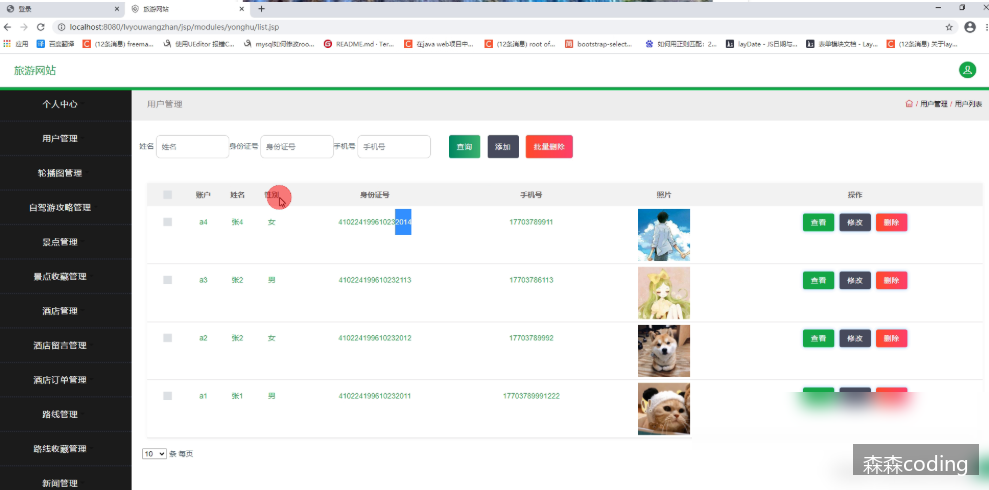 登录
旅游网站
localhost:8080/lvyouwangzhan/jsp/modules/yonghu/list.jsp
应用 百度翻译 (12条消息) freema... 使用UEditor 报错C... mysql如何修改roo... README.md · Ter... 在java web项目中... (12条消息) root of... bootstrap-select... 如何用正则匹配：2... layDate - JS日期与... 表单模块文档 - Lay... (12条消息) 关于lay...
旅游网站
个人中心
用户管理
轮播图管理
自驾游攻略管理
景点管理
景点收藏管理
酒店管理
酒店留言管理
酒店订单管理
路线管理
路线收藏管理
新闻管理
用户管理
/ 用户管理 / 用户列表
姓名 姓名 身份证号 身份证号 手机号 手机号 查询 添加 批量删除
账户 姓名 性别 身份证号 手机号 照片 操作
a4 张4 女 410224199610232014 17703789911 查看 修改 删除
a3 张2 男 410224199610232113 17703786113 查看 修改 删除
a2 张2 女 410224199610232012 17703789992 查看 修改 删除
a1 张1 男 410224199610232011 17703789991222
10 条 每页
森森coding